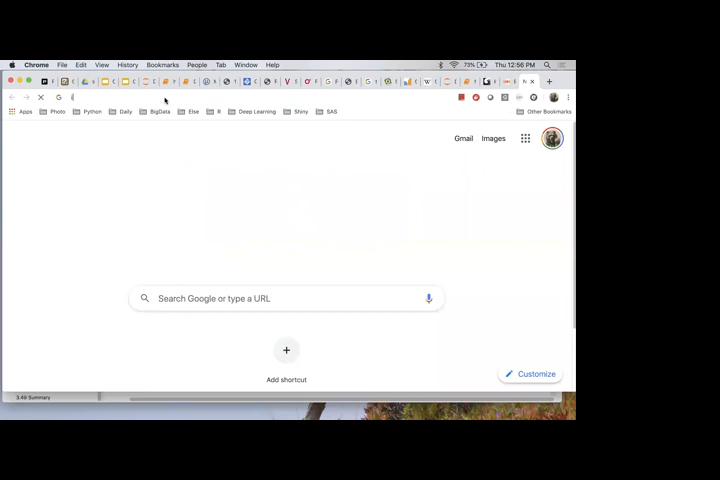 Chrome File Edit View History Bookmarks People Tab Window Help 73% Thu 12:56 PM
Apps Photo Python Daily BigData Else R Deep Learning Shiny SAS Other Bookmarks
Gmail Images
Search Google or type a URL
Add shortcut
Customize
3.49 Summary